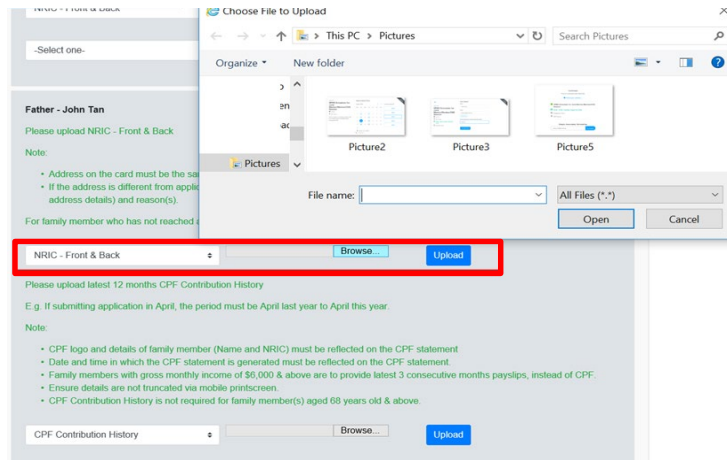 NRIC - Front & Back
-Select one-
Choose File to Upload
This PC > Pictures
Search Pictures
Organize
New folder
Picture2
Picture3
Picture5
Pictures
File name:
All Files (*.*)
Open
Cancel
Father - John Tan
Please upload NRIC - Front & Back
Note:
• Address on the card must be the sa
• If the address is different from applic
address details) and reason(s).
For family member who has not reached a
NRIC - Front & Back
Browse...
Upload
Please upload latest 12 months CPF Contribution History
E.g. If submitting application in April, the period must be April last year to April this year.
Note:
• CPF logo and details of family member (Name and NRIC) must be reflected on the CPF statement
• Date and time in which the CPF statement is generated must be reflected on the CPF statement.
• Family members with gross monthly income of $6,000 & above are to provide latest 3 consecutive months payslips, instead of CPF.
• Ensure details are not truncated via mobile printscreen.
• CPF Contribution History is not required for family member(s) aged 68 years old & above.
CPF Contribution History
Browse...
Upload